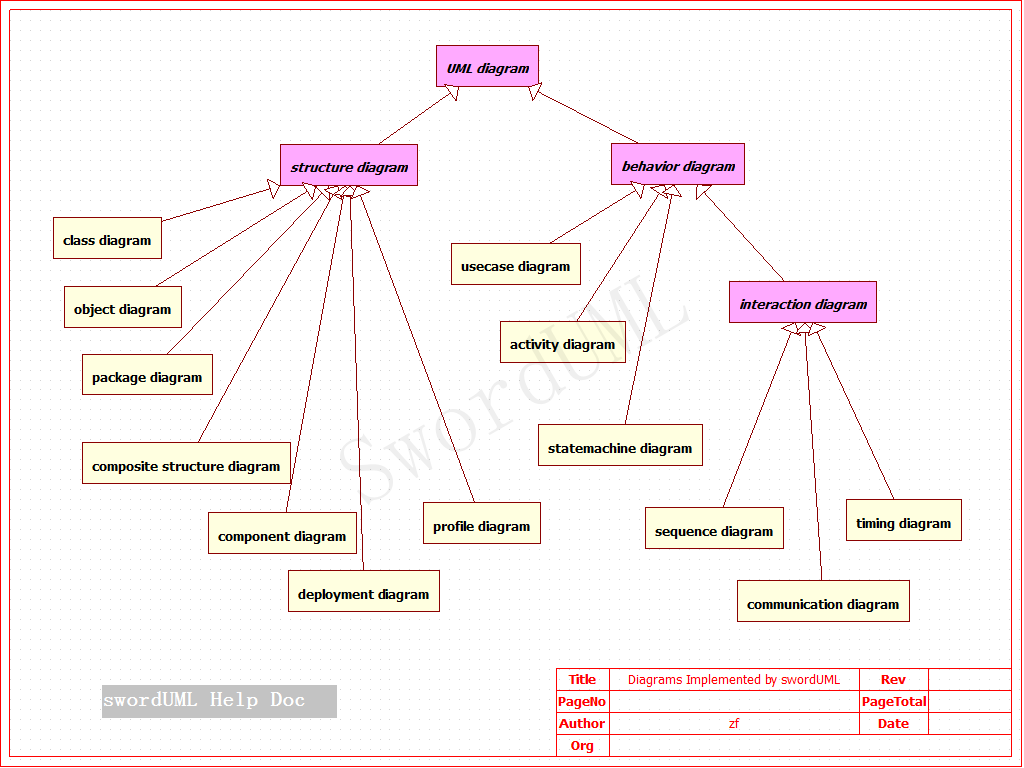 UML diagram
structure diagram
behavior diagram
class diagram
usecase diagram
object diagram
interaction diagram
activity diagram
package diagram
statemachine diagram
composite structure diagram
profile diagram
timing diagram
sequence diagram
component diagram
deployment diagram
communication diagram
SwordUML
swordUML Help Doc
Title Diagrams Implemented by swordUML Rev
PageNo PageTotal
Author zf Date
Org